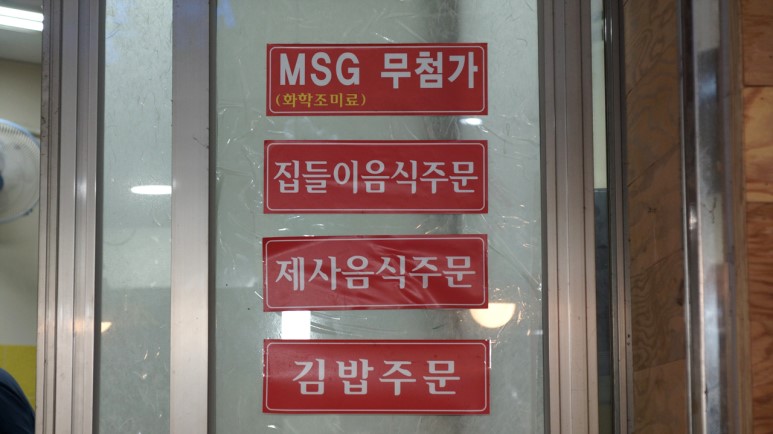 MSG 무첨가
(화학조미료)
집들이음식주문
제사음식주문
김밥주문